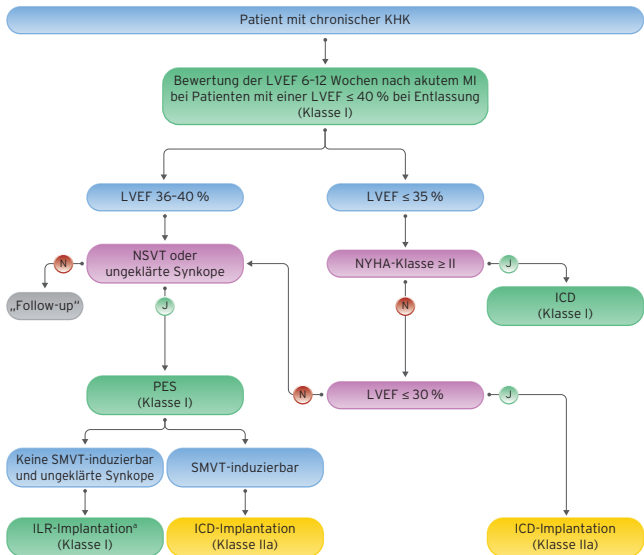 Patient mit chronischer KHK
Bewertung der LVEF 6–12 Wochen nach akutem MI
bei Patienten mit einer LVEF ≤ 40 % bei Entlassung
(Klasse I)
LVEF 36–40 %
LVEF ≤ 35 %
N
NSVT oder
ungeklärte Synkope
NYHA-Klasse ≥ II
J
„Follow-up“
J
N
ICD
(Klasse I)
PES
(Klasse I)
N
LVEF ≤ 30 %
J
Keine SMVT-induzierbar
und ungeklärte Synkope
SMVT-induzierbar
ILR-Implantationᵃ
(Klasse I)
ICD-Implantation
(Klasse IIa)
ICD-Implantation
(Klasse IIa)